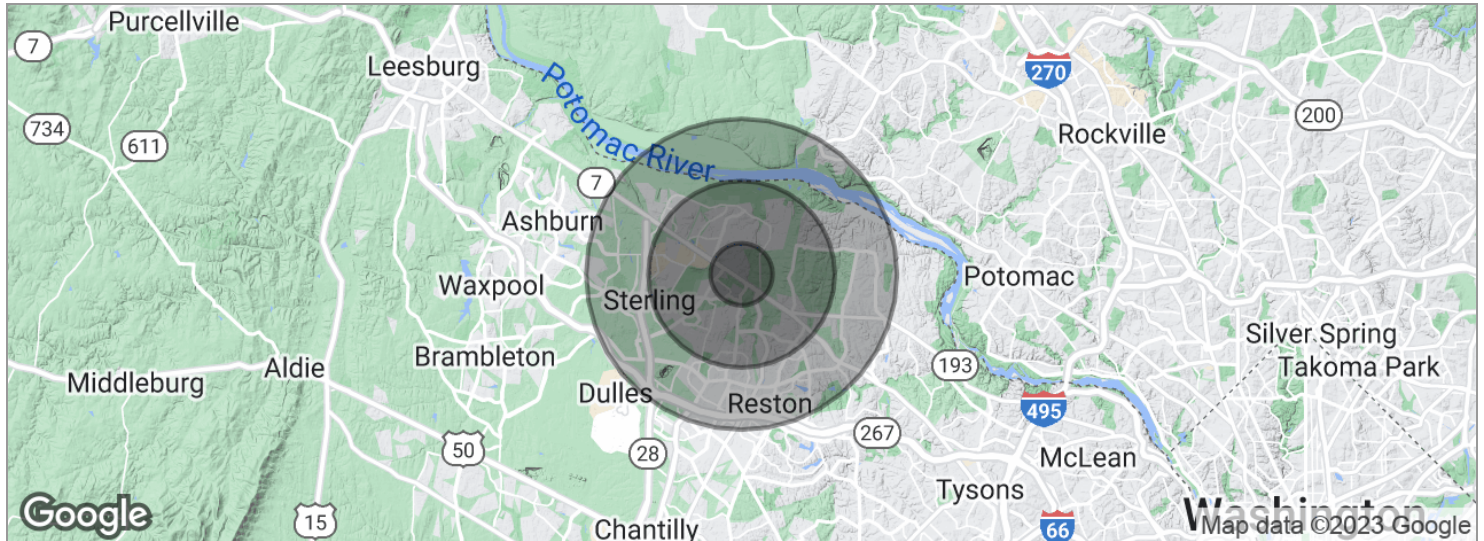 Purcellville
7
Leesburg
Potomac River
270
200
734
611
Rockville
7
Ashburn
Waxpool
Sterling
Potomac
Silver Spring
Takoma Park
Brambleton
Aldie
Middleburg
193
Dulles
Reston
495
267
50
28
McLean
Tysons
Google
15
Chantilly
66
Washington
Map data ©2023 Google